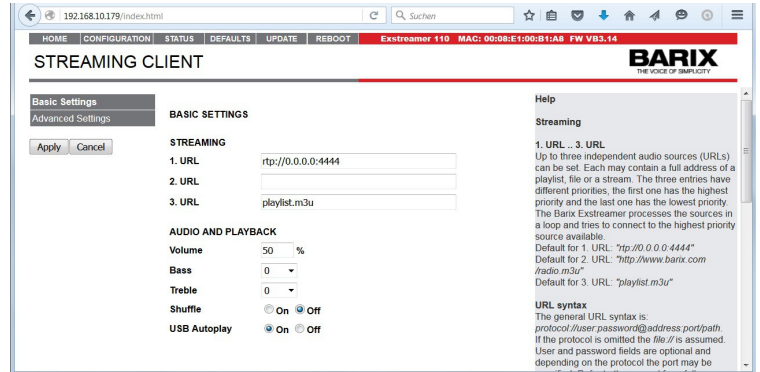 192.168.10.179/index.html
Suchen
HOME CONFIGURATION STATUS DEFAULTS UPDATE REBOOT Exstreamer 110 MAC: 00:08:E1:00:B1:A8 FW VB3.14
STREAMING CLIENT
BARIX
THE VOICE OF SIMPLICITY
Basic Settings
Advanced Settings
Apply Cancel
BASIC SETTINGS
STREAMING
1. URL rtp://0.0.0.0:4444
2. URL
3. URL playlist.m3u
AUDIO AND PLAYBACK
Volume 50 %
Bass 0
Treble 0
Shuffle On Off
USB Autoplay On Off
Help
Streaming
1. URL .. 3. URL
Up to three independent audio sources (URLs)
can be set. Each may contain a full address of a
playlist, file or a stream. The three entries have
different priorities, the first one has the highest
priority and the last one has the lowest priority.
The Barix Exstreamer processes the sources in
a loop and tries to connect to the highest priority
source available.
Default for 1. URL: "rtp://0.0.0.0:4444"
Default for 2. URL: "http://www.barix.com
/radio.m3u"
Default for 3. URL: "playlist.m3u"
URL syntax
The general URL syntax is:
protocol://user:password@address:port/path.
If the protocol is omitted the file:// is assumed.
User and password fields are optional and
depending on the protocol the port may be